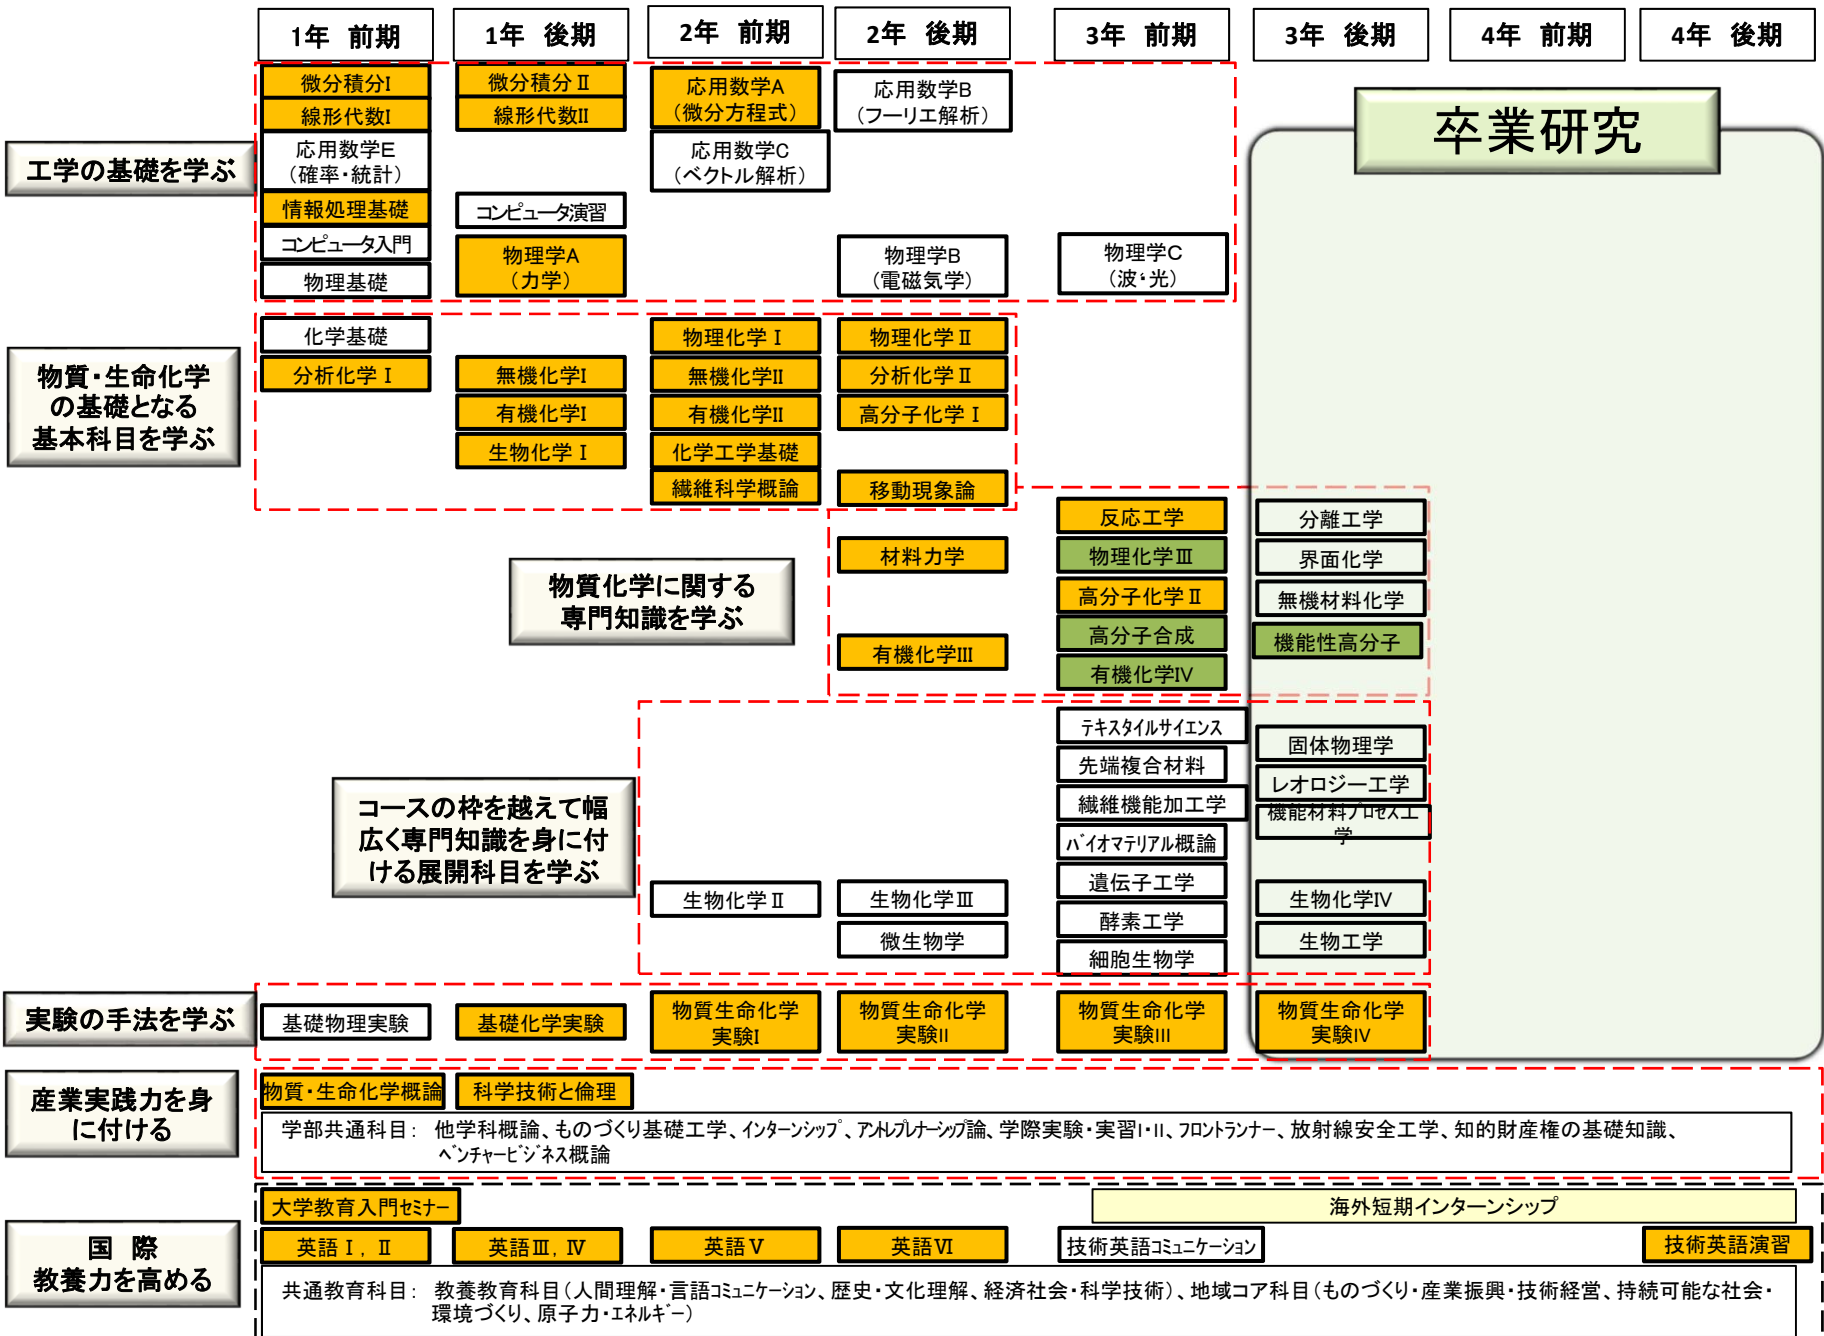 1年 前期
1年 後期
2年 前期
2年 後期
3年 前期
3年 後期
4年 前期
4年 後期
卒業研究
工学の基礎を学ぶ
微分積分I
微分積分Ⅱ
応用数学A
(微分方程式)
応用数学B
(フーリエ解析)
線形代数I
線形代数II
応用数学E
(確率・統計)
応用数学C
(ベクトル解析)
情報処理基礎
コンピュータ演習
コンピュータ入門
物理学A
(力学)
物理学B
(電磁気学)
物理学C
(波・光)
物理基礎
物質・生命化学
の基礎となる
基本科目を学ぶ
化学基礎
物理化学Ⅰ
物理化学Ⅱ
分析化学Ⅰ
無機化学I
無機化学II
分析化学Ⅱ
有機化学I
有機化学II
高分子化学Ⅰ
生物化学Ⅰ
化学工学基礎
繊維科学概論
移動現象論
物質化学に関する
専門知識を学ぶ
反応工学
分離工学
材料力学
物理化学Ⅲ
界面化学
高分子化学Ⅱ
無機材料化学
有機化学III
高分子合成
機能性高分子
有機化学IV
コースの枠を越えて幅
広く専門知識を身に付
ける展開科目を学ぶ
テキスタイルサイエンス
固体物理学
先端複合材料
レオロジー工学
繊維機能加工学
機能材料プロセス工
学
バイオマテリアル概論
生物化学Ⅱ
生物化学Ⅲ
遺伝子工学
生物化学IV
酵素工学
微生物学
生物工学
細胞生物学
実験の手法を学ぶ
基礎物理実験
基礎化学実験
物質生命化学
実験I
物質生命化学
実験II
物質生命化学
実験III
物質生命化学
実験IV
産業実践力を身
に付ける
物質・生命化学概論
科学技術と倫理
学部共通科目: 他学科概論、ものづくり基礎工学、インターンシップ、アントルプレナーシップ論、学際実験・実習I・II、フロントランナー、放射線安全工学、知的財産権の基礎知識、
ベンチャービジネス概論
国 際
教養力を高める
大学教育入門セミナー
海外短期インターンシップ
英語Ⅰ, Ⅱ
英語Ⅲ, Ⅳ
英語Ⅴ
英語Ⅵ
技術英語コミュニケーション
技術英語演習
共通教育科目: 教養教育科目(人間理解・言語コミュニケーション、歴史・文化理解、経済社会・科学技術)、地域コア科目(ものづくり・産業振興・技術経営、持続可能な社会・
環境づくり、原子力・エネルギー)